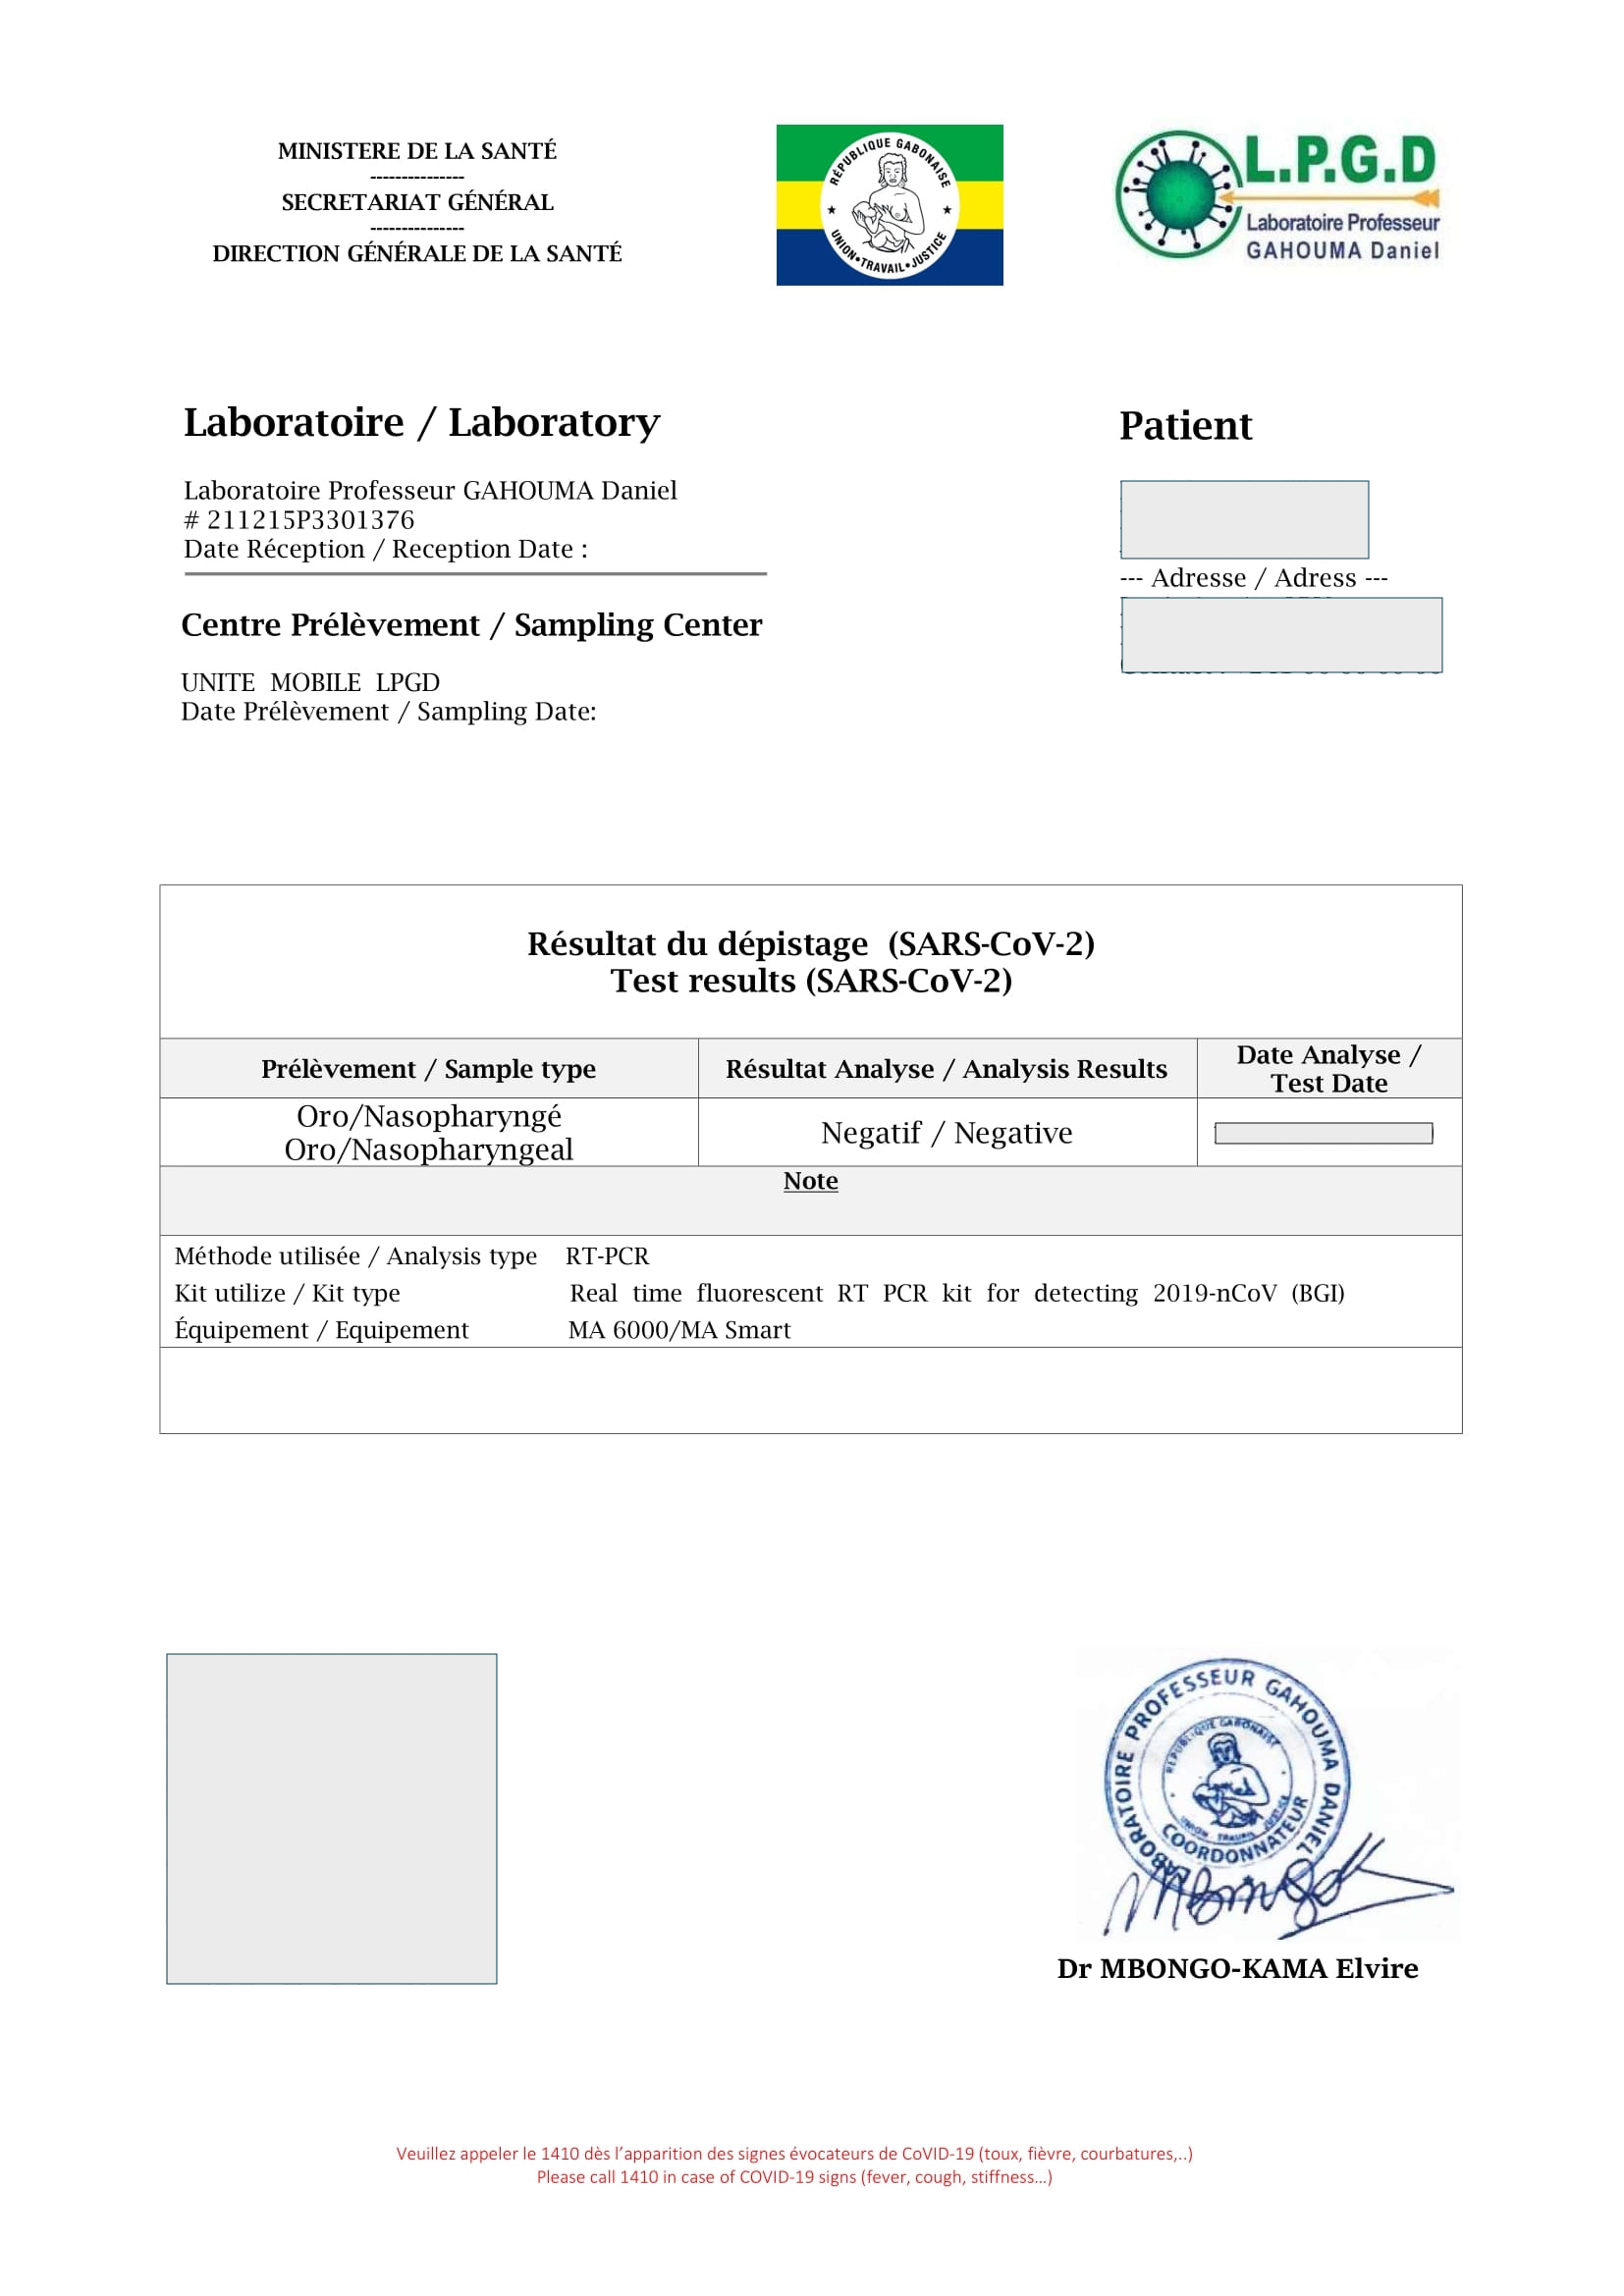 MINISTERE DE LA SANTÉ
---------------
SECRETARIAT GÉNÉRAL
---------------
DIRECTION GÉNÉRALE DE LA SANTÉ
RÉPUBLIQUE GABONAISE
UNION•TRAVAIL•JUSTICE
L.P.G.D
Laboratoire Professeur
GAHOUMA Daniel
Laboratoire / Laboratory
Laboratoire Professeur GAHOUMA Daniel
# 211215P3301376
Date Réception / Reception Date :
Centre Prélèvement / Sampling Center
UNITE MOBILE LPGD
Date Prélèvement / Sampling Date:
Patient
--- Adresse / Adress ---
Résultat du dépistage (SARS-CoV-2)
Test results (SARS-CoV-2)
Prélèvement / Sample type
Résultat Analyse / Analysis Results
Date Analyse /
Test Date
Oro/Nasopharyngé
Oro/Nasopharyngeal
Negatif / Negative
Note
Méthode utilisée / Analysis type RT-PCR
Kit utilize / Kit type Real time fluorescent RT PCR kit for detecting 2019-nCoV (BGI)
Équipement / Equipement MA 6000/MA Smart
LABORATOIRE PROFESSEUR GAHOUMA DANIEL
REPUBLIQUE GABONAISE
UNION TRAVAIL JUSTICE
COORDONNATEUR
Dr MBONGO-KAMA Elvire
Veuillez appeler le 1410 dès l’apparition des signes évocateurs de CoVID-19 (toux, fièvre, courbatures,..)
Please call 1410 in case of COVID-19 signs (fever, cough, stiffness...)